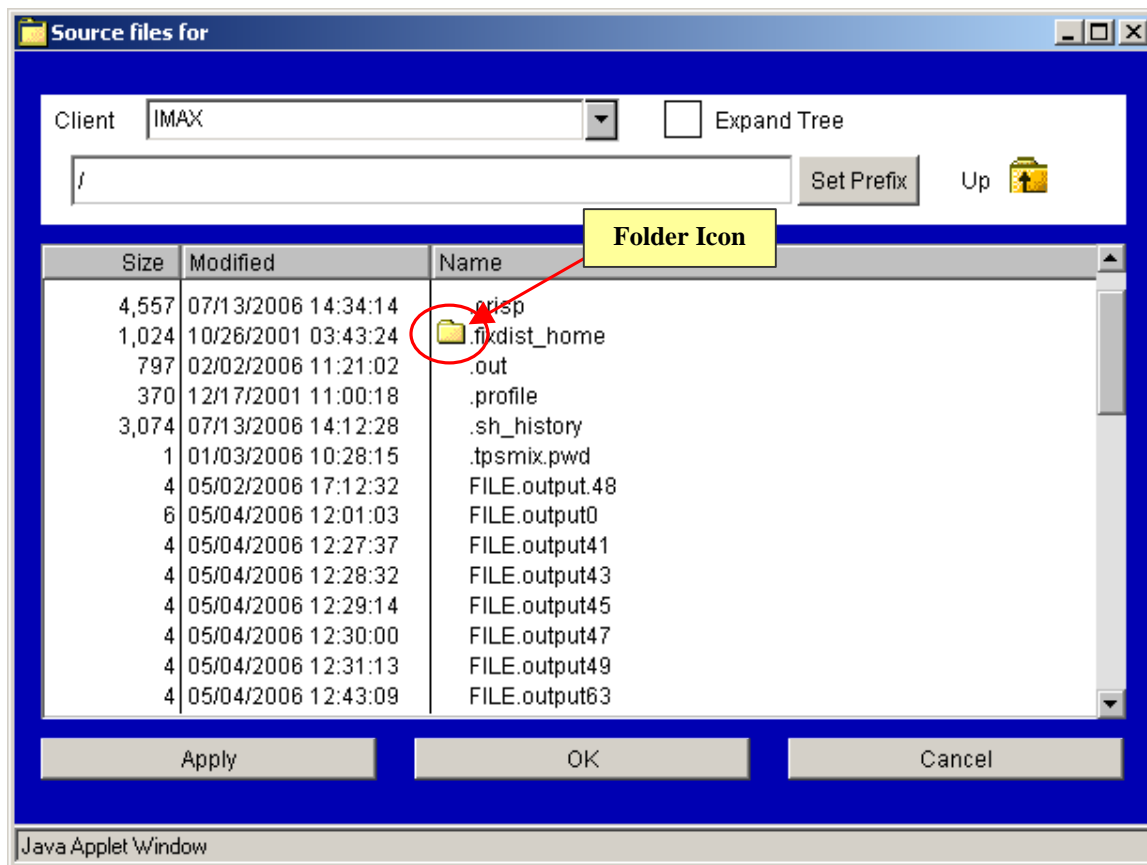 Source files for
Client IMAX Expand Tree
/ Set Prefix Up
Folder Icon
Size Modified Name
4,557 07/13/2006 14:34:14 .crisp
1,024 10/26/2001 03:43:24 .fixdist_home
797 02/02/2006 11:21:02 .out
370 12/17/2001 11:00:18 .profile
3,074 07/13/2006 14:12:28 .sh_history
1 01/03/2006 10:28:15 .tpsmix.pwd
4 05/02/2006 17:12:32 FILE.output.48
6 05/04/2006 12:01:03 FILE.output0
4 05/04/2006 12:27:37 FILE.output41
4 05/04/2006 12:28:32 FILE.output43
4 05/04/2006 12:29:14 FILE.output45
4 05/04/2006 12:30:00 FILE.output47
4 05/04/2006 12:31:13 FILE.output49
4 05/04/2006 12:43:09 FILE.output63
Apply OK Cancel
Java Applet Window